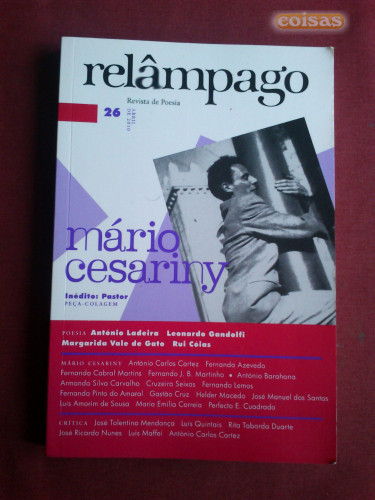 coisas
relâmpago
Revista de Poesia
26
mário
cesariny
Inédito: Pastor
PEÇA-COLAGEM
POESIA António Ladeira Leonardo Gandolfi
Margarida Vale de Gato Rui Cóias
MÁRIO CESARINY António Carlos Cortez Fernando Azevedo
Fernando Cabral Martins Fernando J. B. Martinho • António Barahona
Armando Silva Carvalho Cruzeiro Seixas Fernando Lemos
Fernando Pinto do Amaral Gastão Cruz Helder Macedo José Manuel dos Santos
Luis Amorim de Sousa Maria Emília Correia Perfecto E. Cuadrado
CRÍTICA José Tolentino Mendonça Luís Quintais Rita Taborda Duarte
José Ricardo Nunes Luis Maffei António Carlos Cortez